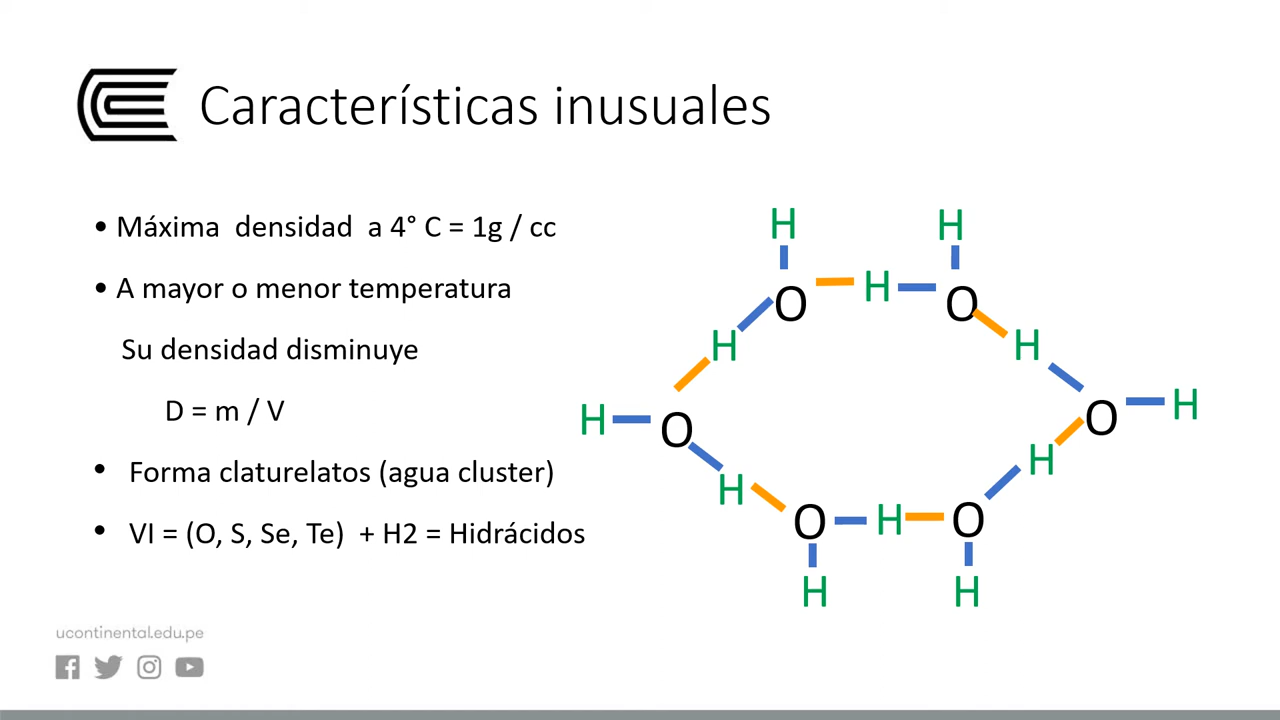 Características inusuales
• Máxima densidad a 4° C = 1g / cc
• A mayor o menor temperatura
Su densidad disminuye
D = m / V
• Forma claturelatos (agua cluster)
• VI = (O, S, Se, Te) + H2 = Hidrácidos
H H
O H O
H H
H O O H
H H
O H O
H H
ucontinental.edu.pe